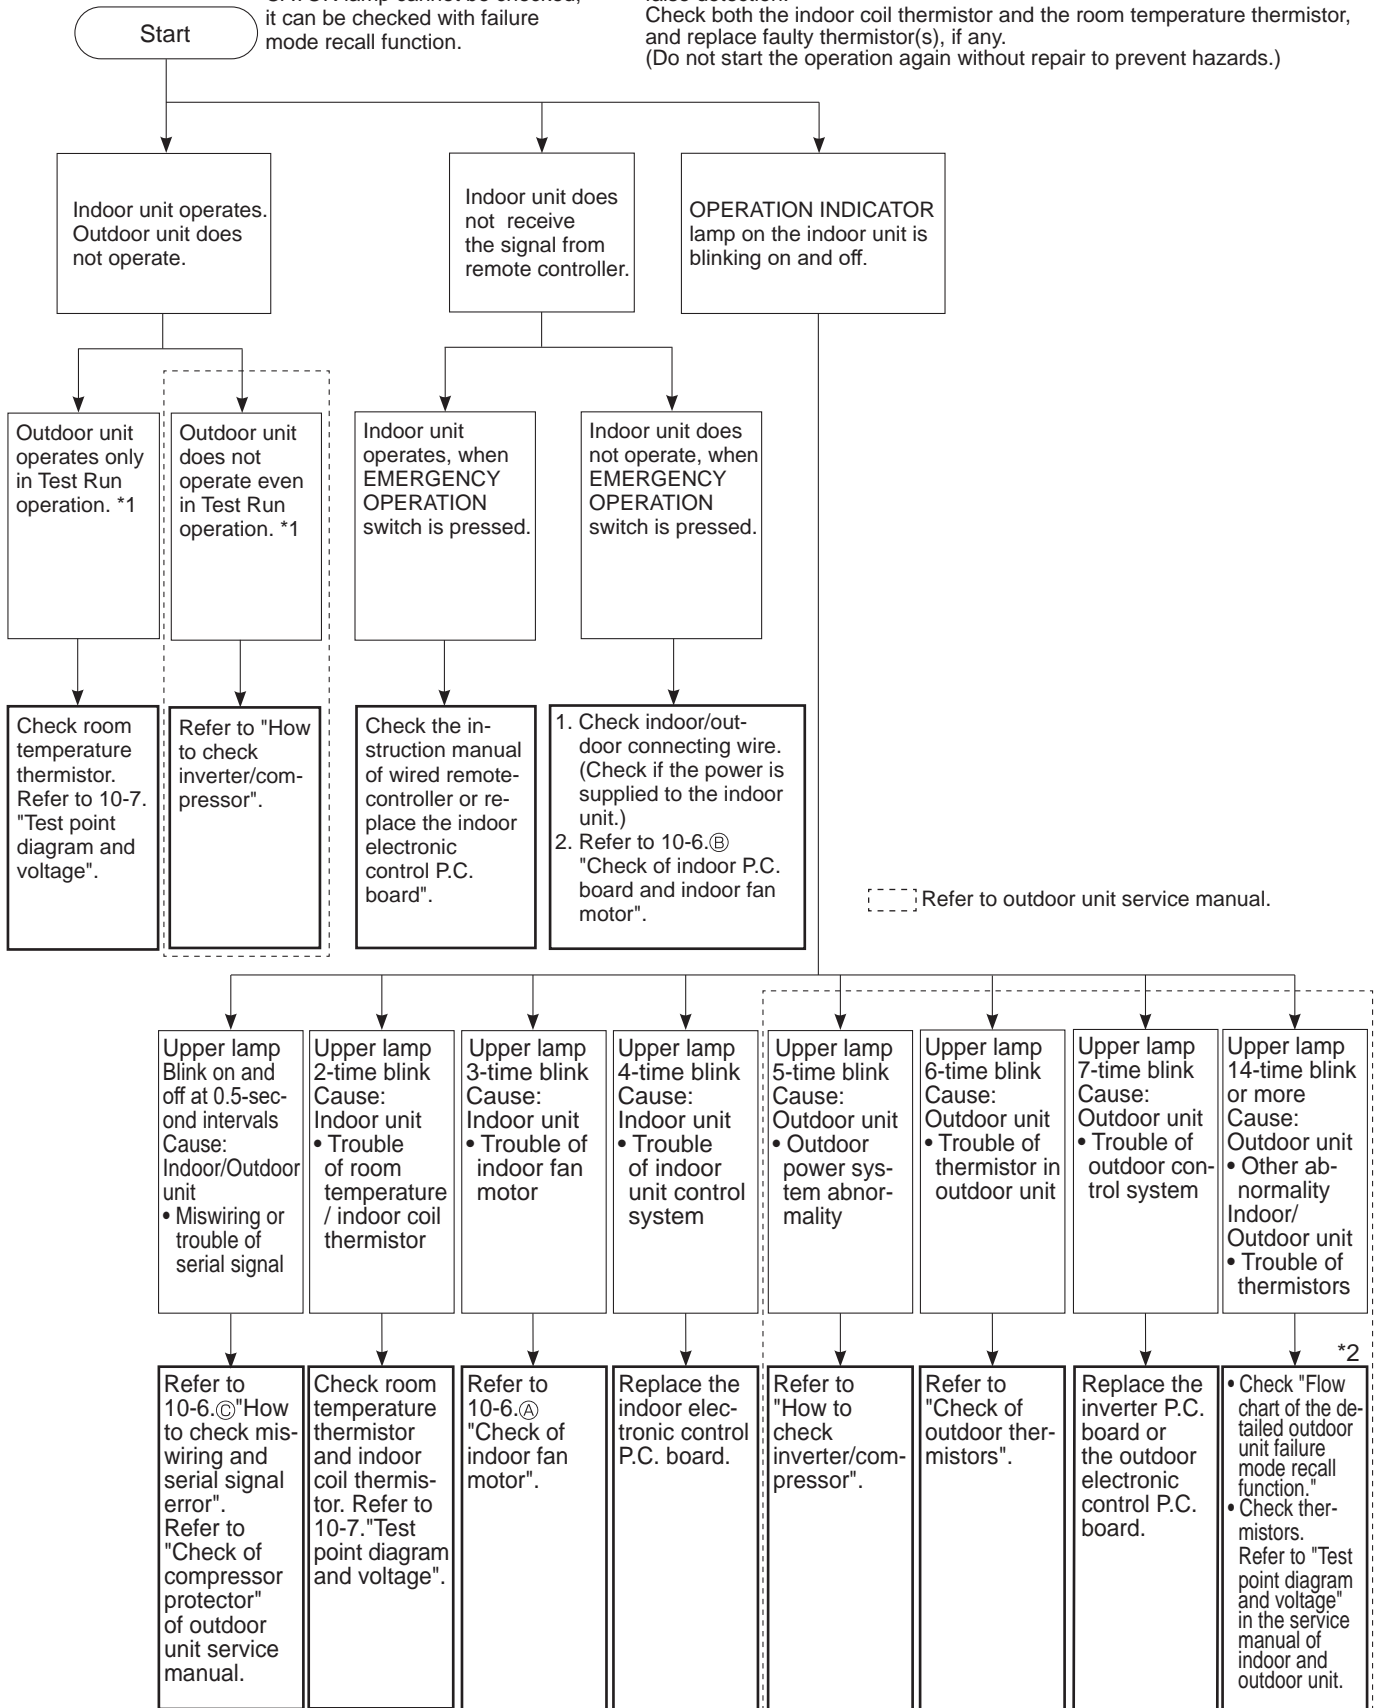 it can be checked with failure
mode recall function.
Check both the indoor coil thermistor and the room temperature thermistor,
and replace faulty thermistor(s), if any.
(Do not start the operation again without repair to prevent hazards.)
Start
Indoor unit operates.
Outdoor unit does
not operate.
Indoor unit does
not receive
the signal from
remote controller.
OPERATION INDICATOR
lamp on the indoor unit is
blinking on and off.
Outdoor unit
operates only
in Test Run
operation. *1
Outdoor unit
does not
operate even
in Test Run
operation. *1
Indoor unit
operates, when
EMERGENCY
OPERATION
switch is pressed.
Indoor unit does
not operate, when
EMERGENCY
OPERATION
switch is pressed.
Check room
temperature
thermistor.
Refer to 10-7.
"Test point
diagram and
voltage".
Refer to "How
to check
inverter/com-
pressor".
Check the in-
struction manual
of wired remote-
controller or re-
place the indoor
electronic
control P.C.
board".
1. Check indoor/out-
door connecting wire.
(Check if the power is
supplied to the indoor
unit.)
2. Refer to 10-6.Ⓑ
"Check of indoor P.C.
board and indoor fan
motor".
Refer to outdoor unit service manual.
Upper lamp
Blink on and
off at 0.5-sec-
ond intervals
Cause:
Indoor/Outdoor
unit
• Miswiring or
trouble of
serial signal
Upper lamp
2-time blink
Cause:
Indoor unit
• Trouble
of room
temperature
/ indoor coil
thermistor
Upper lamp
3-time blink
Cause:
Indoor unit
• Trouble of
indoor fan
motor
Upper lamp
4-time blink
Cause:
Indoor unit
• Trouble
of indoor
unit control
system
Upper lamp
5-time blink
Cause:
Outdoor unit
• Outdoor
power sys-
tem abnor-
mality
Upper lamp
6-time blink
Cause:
Outdoor unit
• Trouble of
thermistor in
outdoor unit
Upper lamp
7-time blink
Cause:
Outdoor unit
• Trouble of
outdoor con-
trol system
Upper lamp
14-time blink
or more
Cause:
Outdoor unit
• Other ab-
normality
Indoor/
Outdoor unit
• Trouble of
thermistors
*2
Refer to
10-6.Ⓒ"How
to check mis-
wiring and
serial signal
error".
Refer to
"Check of
compressor
protector"
of outdoor
unit service
manual.
Check room
temperature
thermistor
and indoor
coil thermis-
tor. Refer to
10-7."Test
point diagram
and voltage".
Refer to
10-6.Ⓐ
"Check of
indoor fan
motor".
Replace the
indoor elec-
tronic control
P.C. board.
Refer to
"How to
check
inverter/com-
pressor".
Refer to
"Check of
outdoor ther-
mistors".
Replace the
inverter P.C.
board or
the outdoor
electronic
control P.C.
board.
• Check "Flow
chart of the de-
tailed outdoor
unit failure
mode recall
function."
• Check ther-
mistors.
Refer to "Test
point diagram
and voltage"
in the service
manual of
indoor and
outdoor unit.